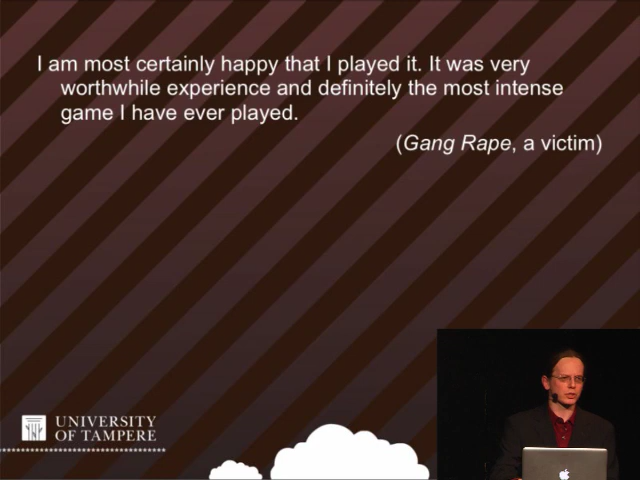 I am most certainly happy that I played it. It was very
worthwhile experience and definitely the most intense
game I have ever played.
(Gang Rape, a victim)
UNIVERSITY
OF TAMPERE